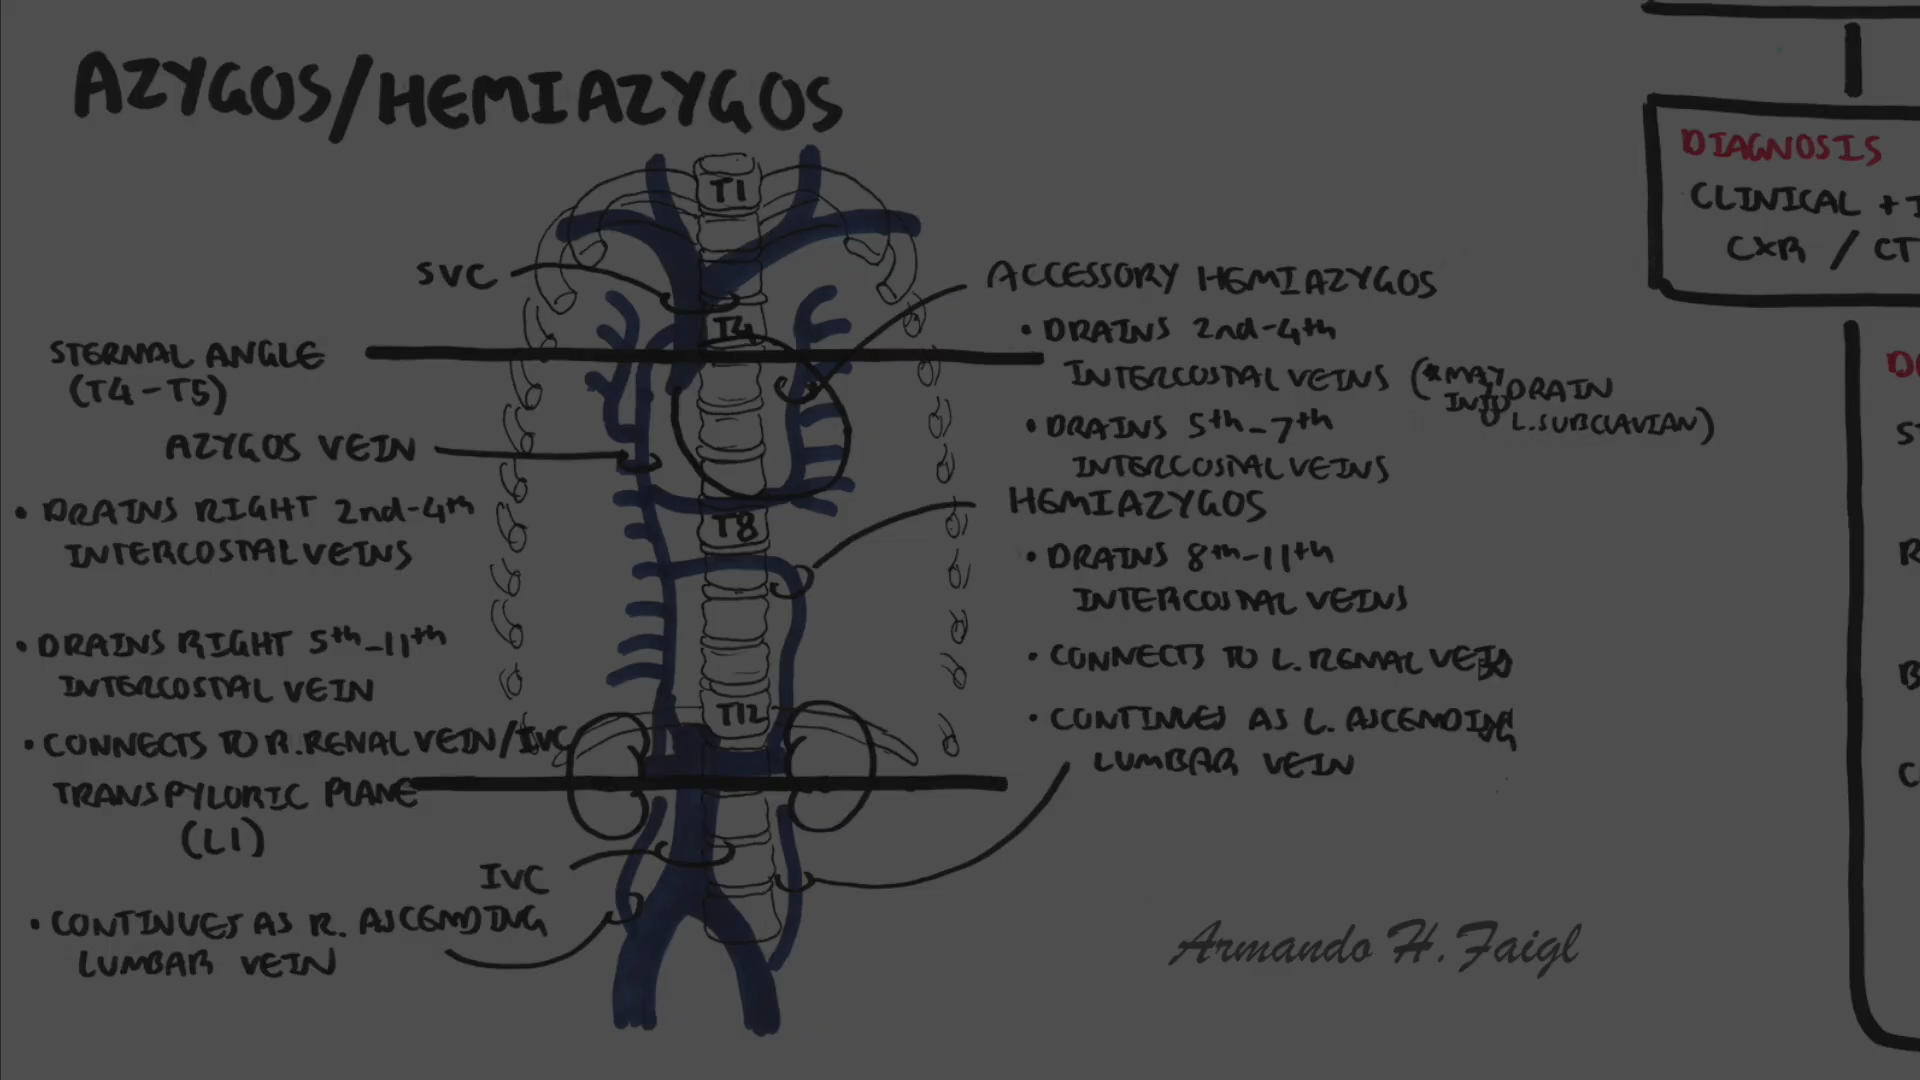 AZYGOS/HEMIAZYGOS
T1
SVC
T4
STERNAL ANGLE
(T4-T5)
AZYGOS VEIN
• DRAINS RIGHT 2nd-4th
INTERCOSTAL VEINS
• DRAINS RIGHT 5th-11th
INTERCOSTAL VEIN
• CONNECTS TO R. RENAL VEIN/IVC
TRANSPYLORIC PLANE
(L1)
IVC
• CONTINUES AS R. ASCENDING
LUMBAR VEIN
T8
T12
ACCESSORY HEMIAZYGOS
• DRAINS 2nd-4th
INTERCOSTAL VEINS (*MAY DRAIN
INTO L.SUBCLAVIAN)
• DRAINS 5th-7th
INTERCOSTAL VEINS
HEMIAZYGOS
• DRAINS 8th-11th
INTERCOSTAL VEINS
• CONNECTS TO L. RENAL VEIN
• CONTINUES AS L. ASCENDING
LUMBAR VEIN
Armando H. Faigl
DIAGNOSIS
CLINICAL +
CXR / CT